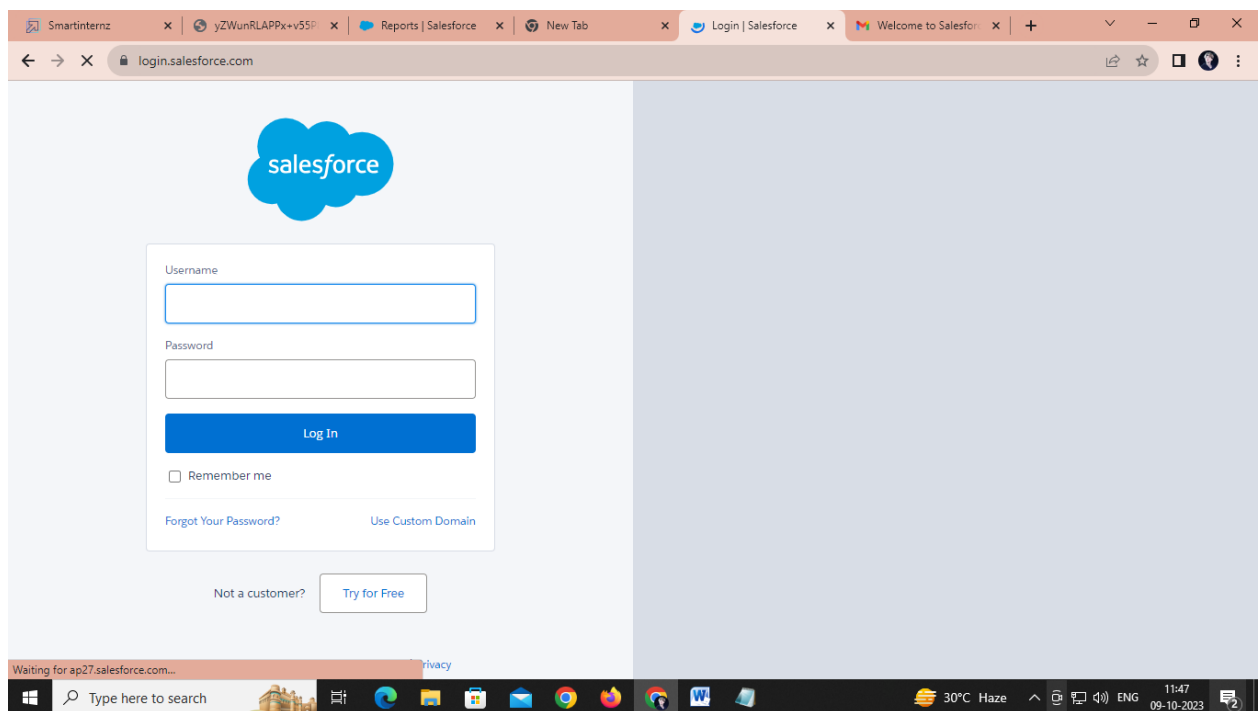 Smartinternz yZWunRLAPPx+v55P Reports | Salesforce New Tab Login | Salesforce Welcome to Salesfor
login.salesforce.com
salesforce
Username
Password
Log In
Remember me
Forgot Your Password? Use Custom Domain
Not a customer? Try for Free
rivacy
Waiting for ap27.salesforce.com...
Type here to search 30°C Haze ENG 11:47
09-10-2023 2